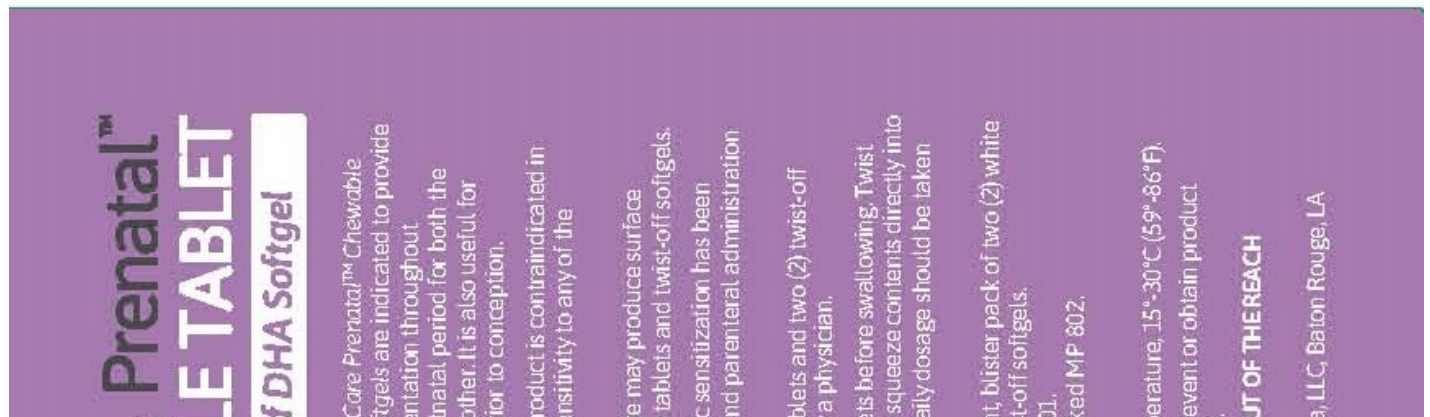 Prenatal™
LE TABLET
f DHA Softgel
Care Prenatal™ Chewable
ftgels are indicated to provide
entation throughout
tnatal period for both the
other. It is also useful for
ior to conception.
roduct is contraindicated in
nsitivity to any of the
e may produce surface
tablets and twist-off softgels.
c sensitization has been
nd parenteral administration
blets and two (2) twist-off
a physician.
ets before swallowing. Twist
squeeze contents directly into
aily dosage should be taken
nt blister pack of two (2) white
t-off softgels.
01.
ked MP 802.
erature, 15°-30°C (59°-86°F).
event or obtain product
UT OF THE REACH
a, LLC, Baton Rouge, LA